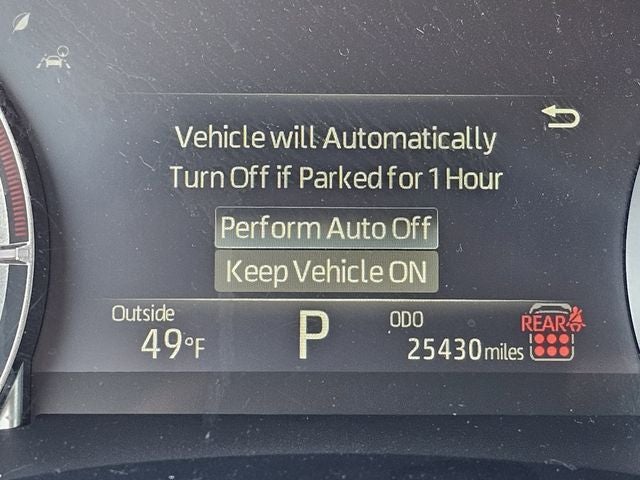 Vehicle will Automatically
Turn Off if Parked for 1 Hour
Perform Auto Off
Keep Vehicle ON
Outside
49°F
P
ODO
25430 miles
REAR